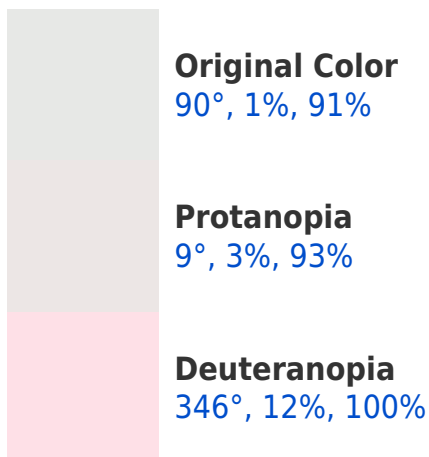 Original Color
90°, 1%, 91%
Protanopia
9°, 3%, 93%
Deuteranopia
346°, 12%, 100%